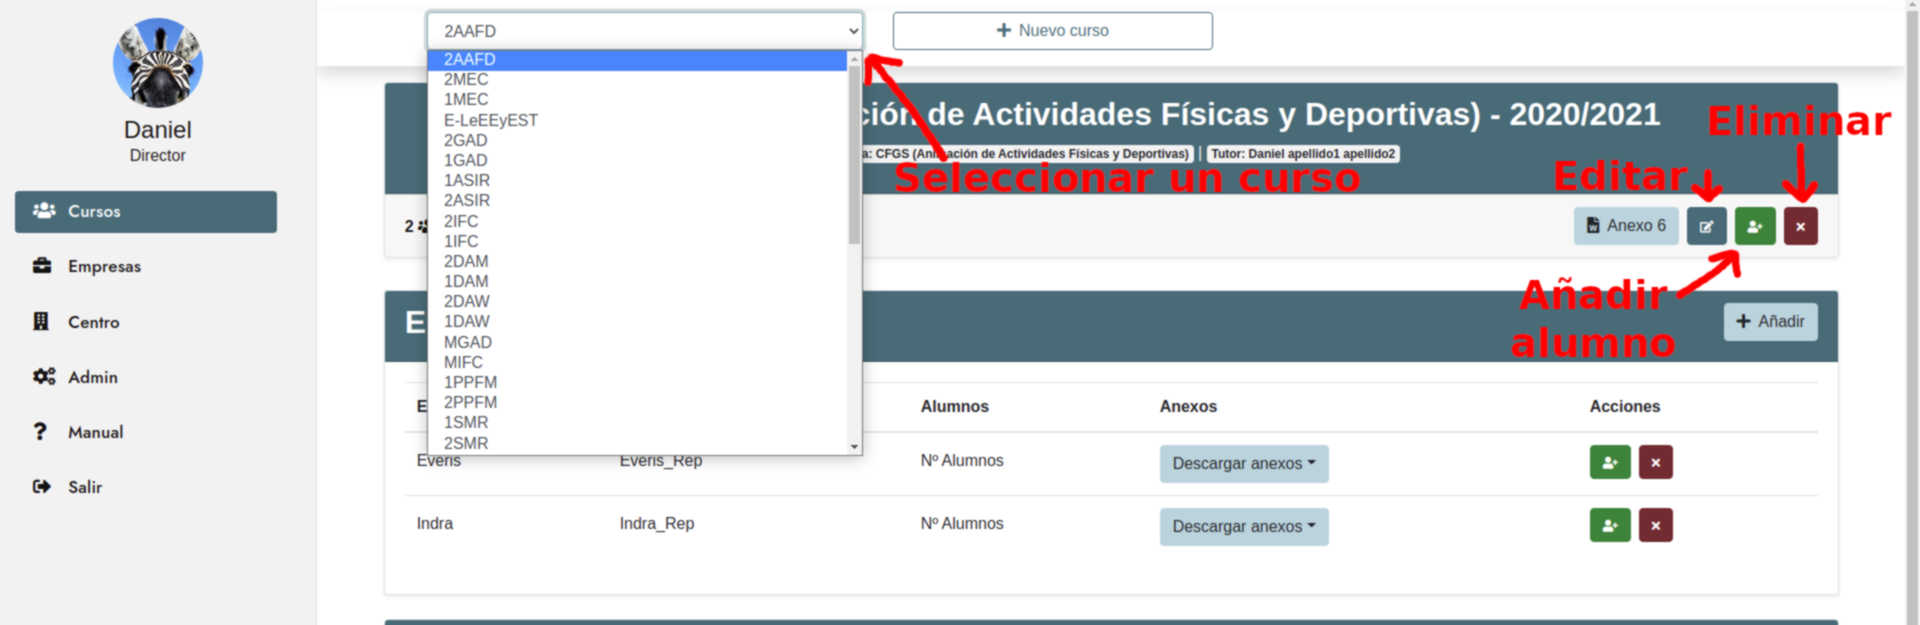 Daniel
Director
Cursos
Empresas
Centro
Admin
Manual
Salir
2AAFD
+ Nuevo curso
2AAFD
2MEC
1MEC
E-LeEEyEST
2GAD
1GAD
1ASIR
2ASIR
2IFC
1IFC
2DAM
1DAM
2DAW
1DAW
MGAD
MIFC
1PPFM
2PPFM
1SMR
2SMR
ción de Actividades Físicas y Deportivas) - 2020/2021
a: CFGS (Animación de Actividades Físicas y Deportivas) | Tutor: Daniel apellido1 apellido2
Seleccionar un curso
Eliminar
Editar
2
Anexo 6
Añadir
alumno
E
+ Añadir
E
Alumnos
Anexos
Acciones
Everis
Everis_Rep
Nº Alumnos
Descargar anexos
Indra
Indra_Rep
Nº Alumnos
Descargar anexos